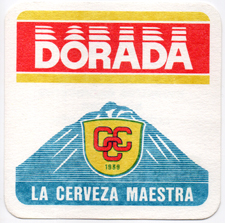 DORADA
CCC
1939
LA CERVEZA MAESTRA